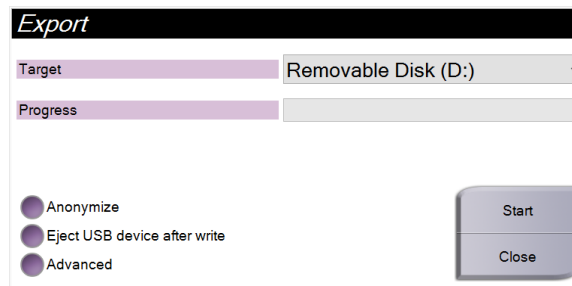 Export
Target
Removable Disk (D:)
Progress
Anonymize
Eject USB device after write
Advanced
Start
Close